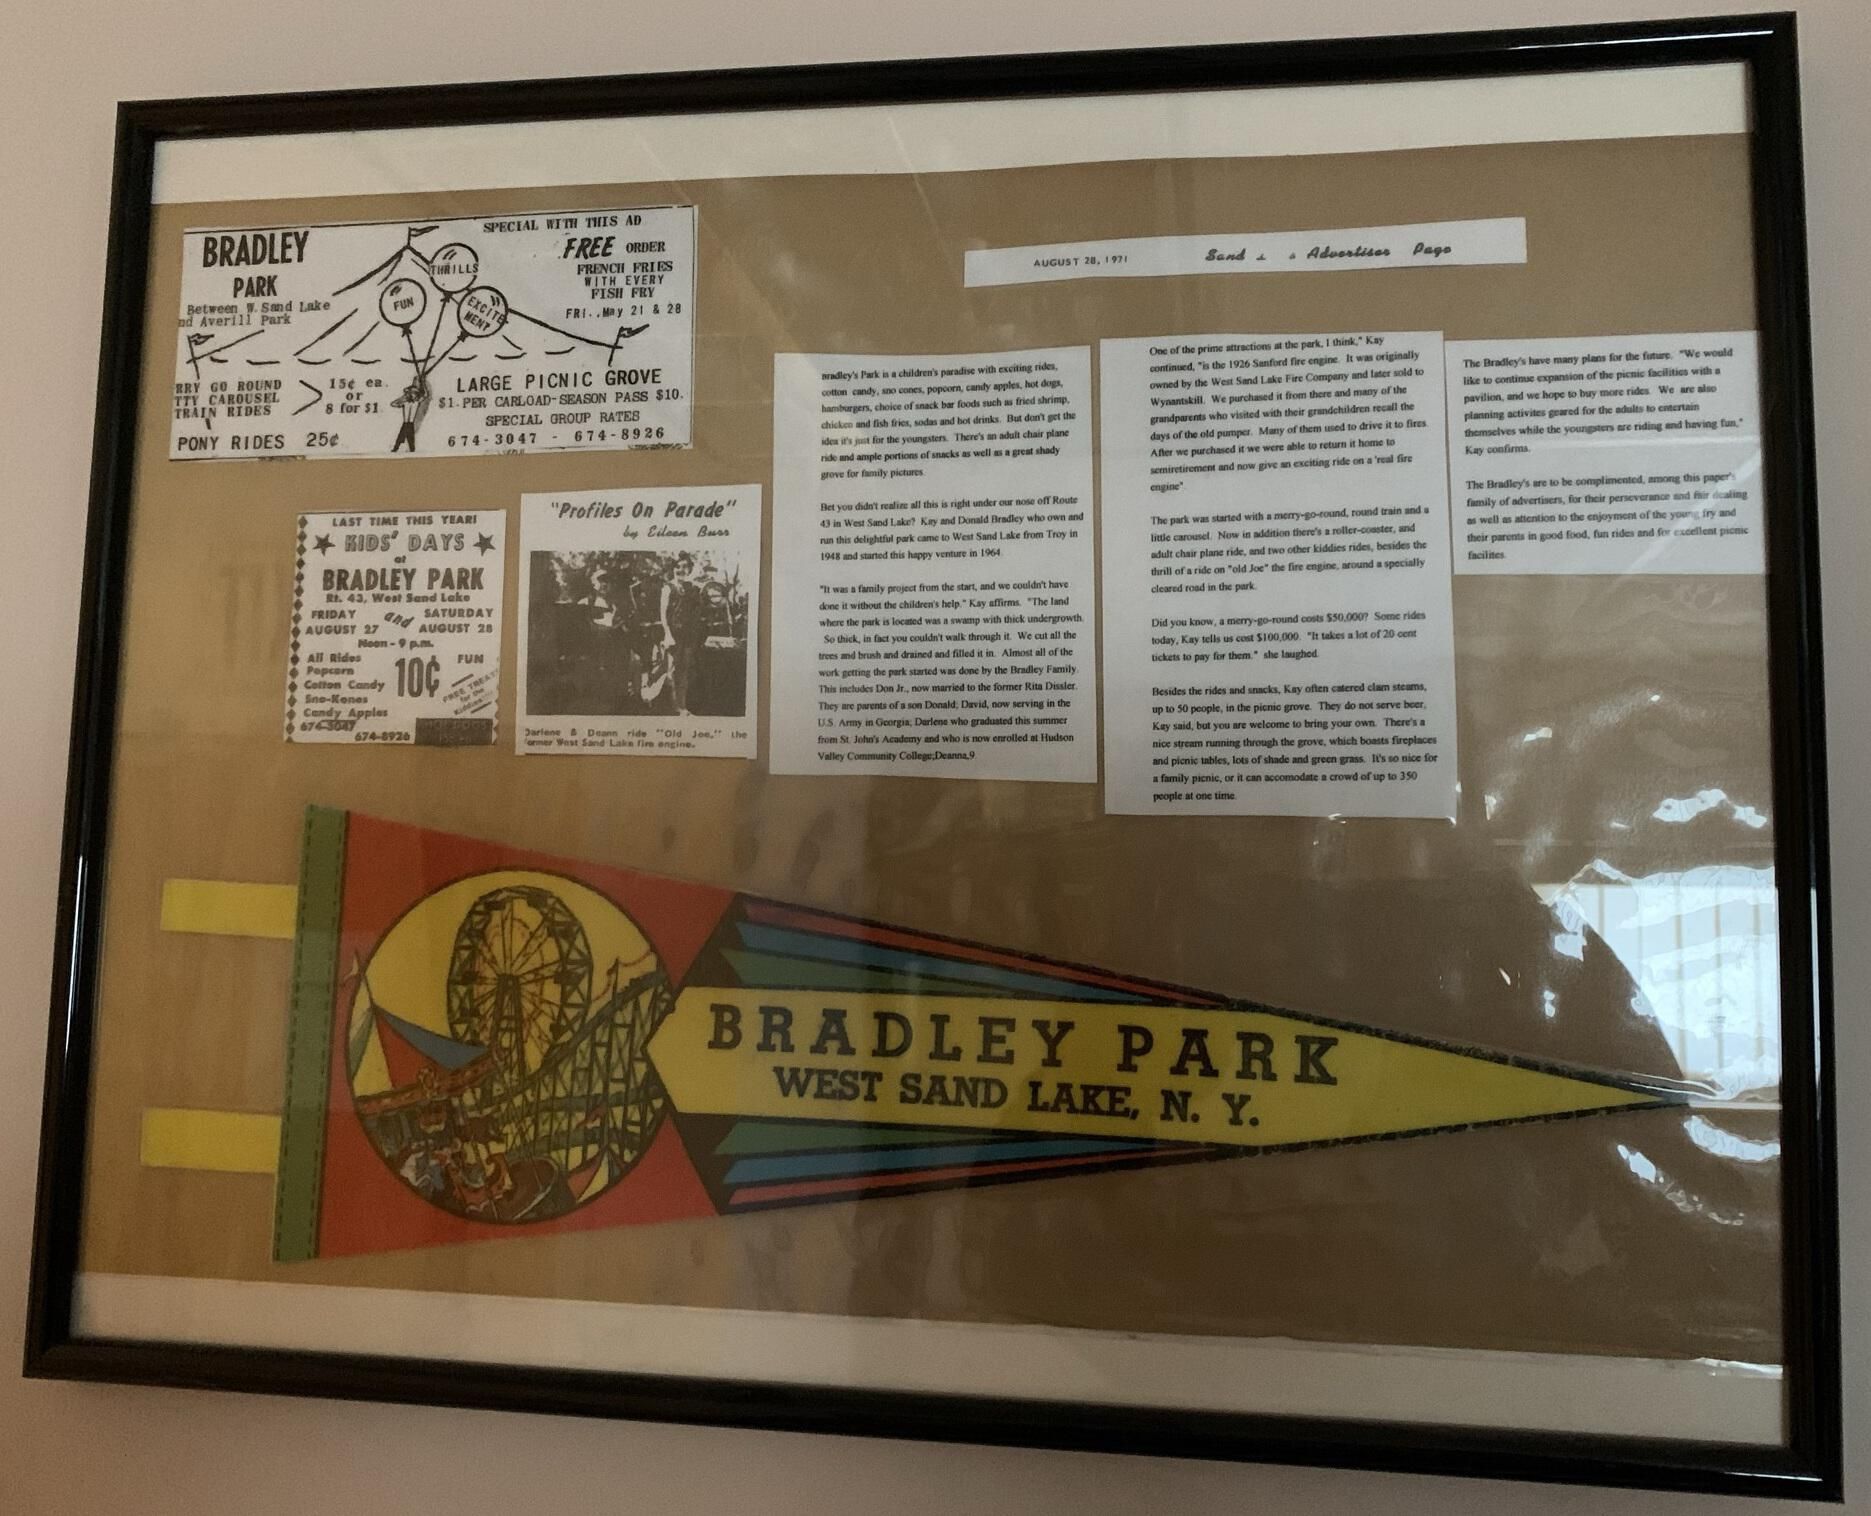 BRADLEY
PARK
Between W. Sand Lake
nd Averill Park
SPECIAL WITH THIS AD
FREE ORDER
FRENCH FRIES
WITH EVERY
FISH FRY
FRI., May 21 & 28
THRILLS
FUN
EXCITE-
MENT
RRY GO ROUND
TTY CAROUSEL
TRAIN RIDES
15¢ ea.
or
8 for $1
PONY RIDES 25¢
LARGE PICNIC GROVE
$1.PER CARLOAD-SEASON PASS $10.
SPECIAL GROUP RATES
674-3047 - 674-8926
LAST TIME THIS YEAR!
KIDS' DAYS
at
BRADLEY PARK
Rt. 43, West Sand Lake
FRIDAY and SATURDAY
AUGUST 27 AUGUST 28
Noon - 9 p.m.
All Rides
Popcorn
Cotton Candy
Sno-Kones
Candy Apples
10¢
FUN
FREE TREATS
for the
Kiddies
674-3047
674-8926
"Profiles On Parade"
by Eileen Burr
Darlene & Deann ride "Old Joe," the
former West Sand Lake fire engine.
AUGUST 28, 1971 Sand Advertiser Page
Bradley's Park is a children's paradise with exciting rides,
cotton candy, sno cones, popcorn, candy apples, hot dogs,
hamburgers, choice of snack bar foods such as fried shrimp,
chicken and fish fries, sodas and hot drinks. But don't get the
idea it's just for the youngsters. There's an adult chair plane
ride and ample portions of snacks as well as a great shady
grove for family pictures.
Bet you didn't realize all this is right under our nose off Route
43 in West Sand Lake? Kay and Donald Bradley who own and
run this delightful park came to West Sand Lake from Troy in
1948 and started this happy venture in 1964.
"It was a family project from the start, and we couldn't have
done it without the children's help." Kay affirms. "The land
where the park is located was a swamp with thick undergrowth.
So thick, in fact you couldn't walk through it. We cut all the
trees and brush and drained and filled it in. Almost all of the
work getting the park started was done by the Bradley Family.
This includes Don Jr., now married to the former Rita Dissler.
They are parents of a son Donald; David, now serving in the
U.S. Army in Georgia; Darlene who graduated this summer
from St. John's Academy and who is now enrolled at Hudson
Valley Community College;Deanna,9.
One of the prime attractions at the park, I think," Kay
continued, "is the 1926 Sanford fire engine. It was originally
owned by the West Sand Lake Fire Company and later sold to
Wynantskill. We purchased it from there and many of the
grandparents who visited with their grandchildren recall the
days of the old pumper. Many of them used to drive it to fires.
After we purchased it we were able to return it home to
semiretirement and now give an exciting ride on a 'real fire
engine".
The park was started with a merry-go-round, round train and a
little carousel. Now in addition there's a roller-coaster, and
adult chair plane ride, and two other kiddies rides, besides the
thrill of a ride on "old Joe" the fire engine, around a specially
cleared road in the park.
Did you know, a merry-go-round costs $50,000? Some rides
today, Kay tells us cost $100,000. "It takes a lot of 20 cent
tickets to pay for them." she laughed.
Besides the rides and snacks, Kay often catered clam steams,
up to 50 people, in the picnic grove. They do not serve beer,
Kay said, but you are welcome to bring your own. There's a
nice stream running through the grove, which boasts fireplaces
and picnic tables, lots of shade and green grass. It's so nice for
a family picnic, or it can accomodate a crowd of up to 350
people at one time.
The Bradley's have many plans for the future. "We would
like to continue expansion of the picnic facilities with a
pavilion, and we hope to buy more rides. We are also
planning activites geared for the adults to entertain
themselves while the youngsters are riding and having fun,"
Kay confirms.
The Bradley's are to be complimented, among this paper's
family of advertisers, for their perseverance and fair dealing
as well as attention to the enjoyment of the young fry and
their parents in good food, fun rides and for excellent picnic
facilites.
BRADLEY PARK
WEST SAND LAKE, N. Y.